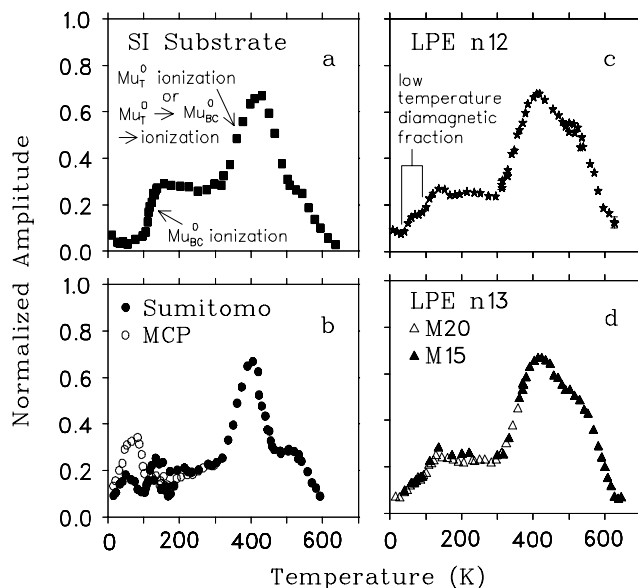 SI Substrate
a
Mu_T^0 ionization
or
Mu_T^0 → Mu_BC^0
→ ionization
Mu_BC^0 ionization
1.0
0.8
0.6
0.4
0.2
0.0
LPE n12
c
low
temperature
diamagnetic
fraction
Normalized Amplitude
Sumitomo
MCP
b
1.0
0.8
0.6
0.4
0.2
0.0
0 200 400 600
LPE n13
M20
M15
d
0 200 400 600
Temperature (K)